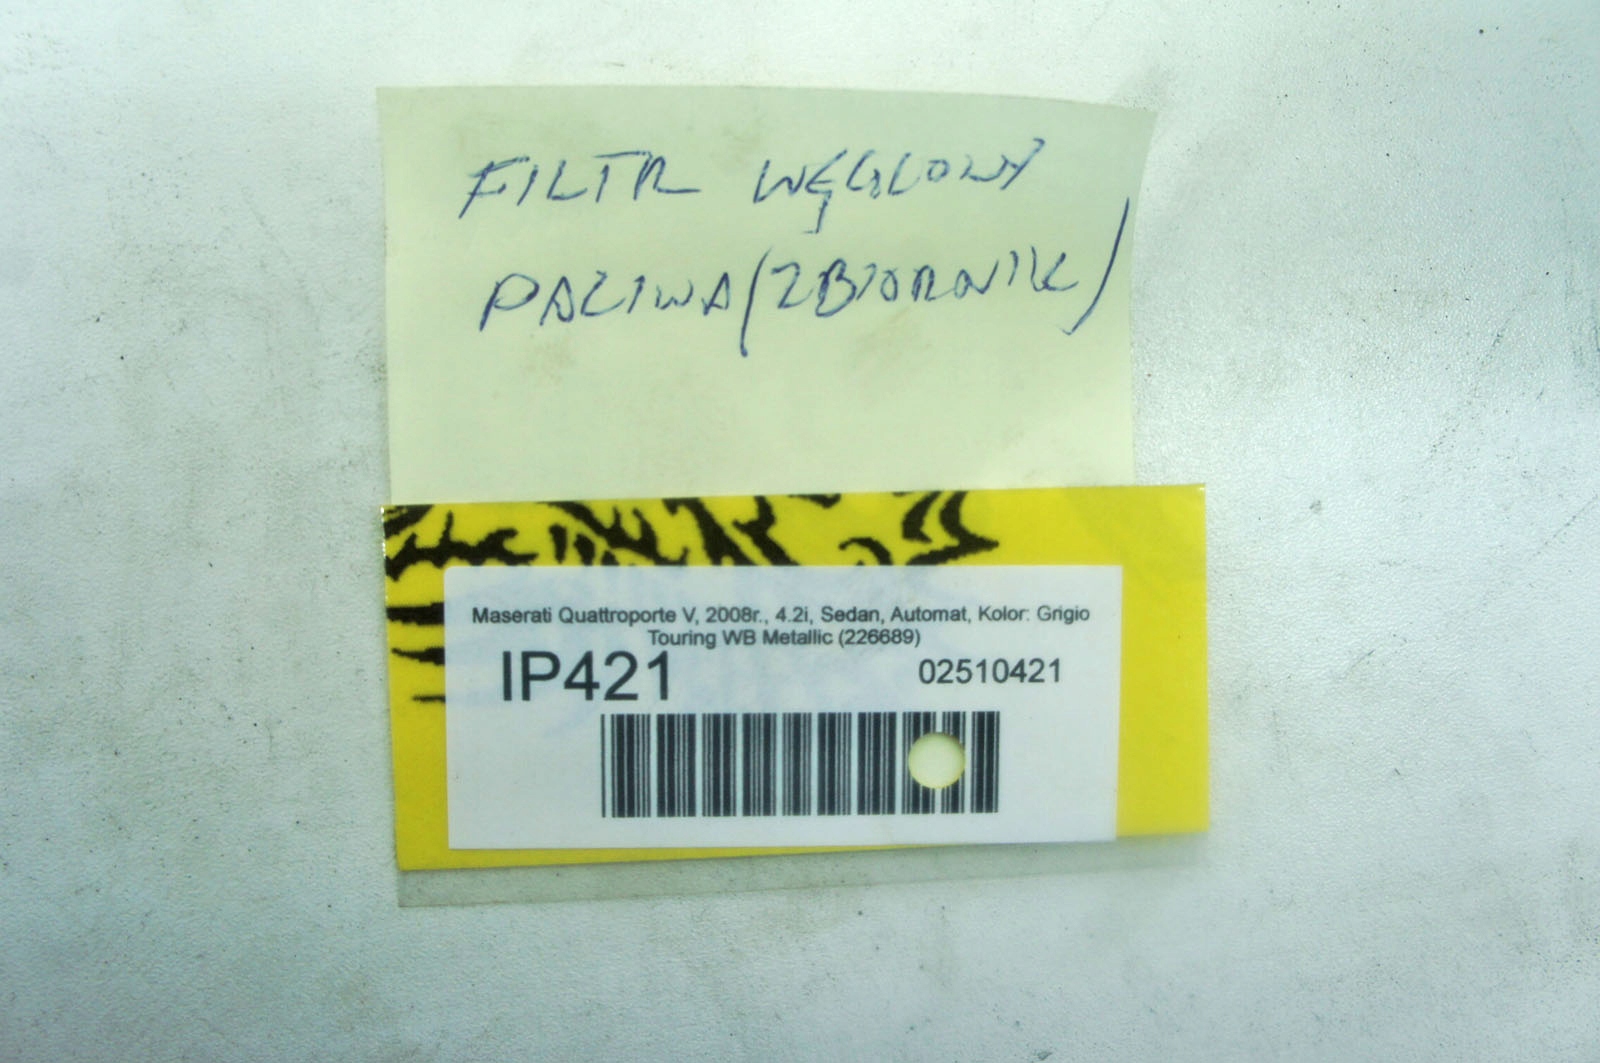 FILTR WĘGLOWY
PALIWA (ZBIORNIK)
Maserati Quattroporte V, 2008r., 4.2i, Sedan, Automat, Kolor: Grigio
Touring WB Metallic (226689)
IP421 02510421